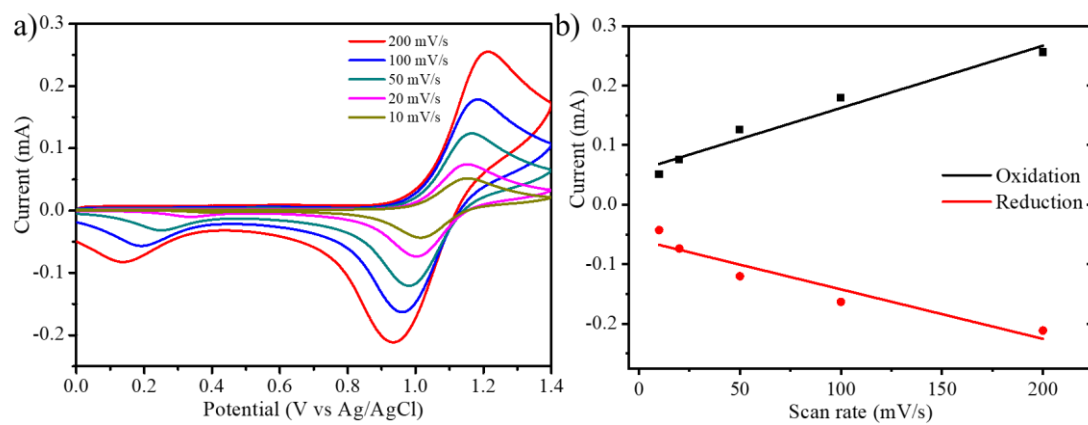 a)
0.3
0.2
0.1
0.0
-0.1
-0.2
Current (mA)
200 mV/s
100 mV/s
50 mV/s
20 mV/s
10 mV/s
0.0 0.2 0.4 0.6 0.8 1.0 1.2 1.4
Potential (V vs Ag/AgCl)
b)
0.3
0.2
0.1
0.0
-0.1
-0.2
Current (mA)
Oxidation
Reduction
50 100 150 200
Scan rate (mV/s)